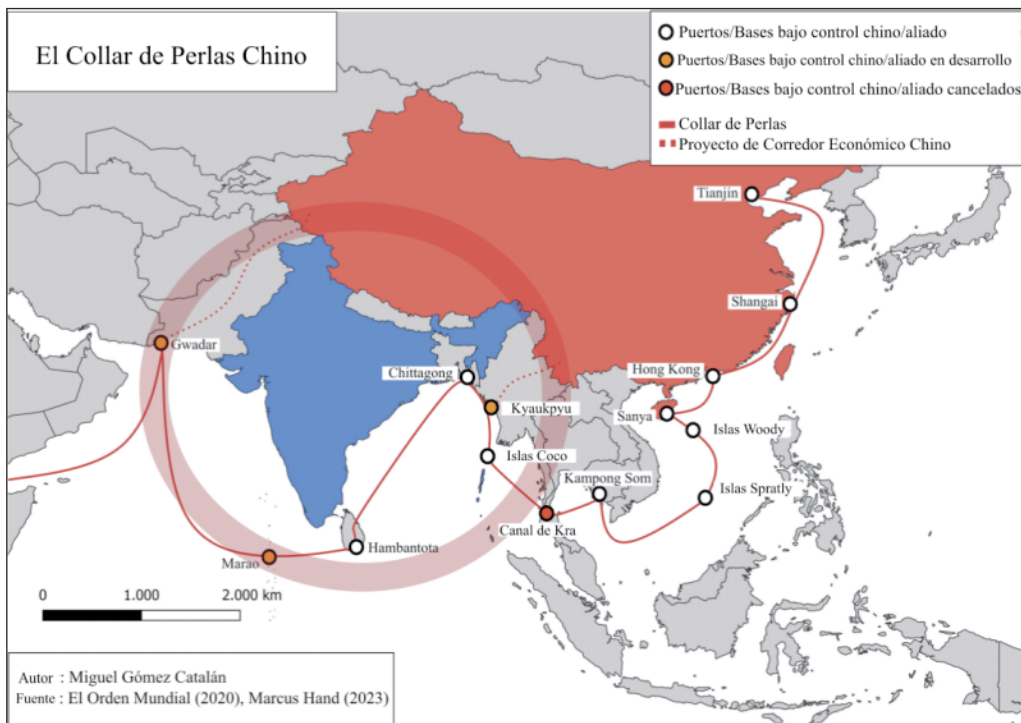 El Collar de Perlas Chino
Puertos/Bases bajo control chino/aliado
Puertos/Bases bajo control chino/aliado en desarrollo
Puertos/Bases bajo control chino/aliado cancelados
Collar de Perlas
Proyecto de Corredor Económico Chino
Tianjin
Shangai
Gwadar
Hong Kong
Chittagong
Kyaukpyu
Sanya
Islas Woody
Islas Coco
Kampong Som
Islas Spratly
Canal de Kra
Hambantota
Marao
0 1.000 2.000 km
Autor : Miguel Gómez Catalán
Fuente : El Orden Mundial (2020), Marcus Hand (2023)